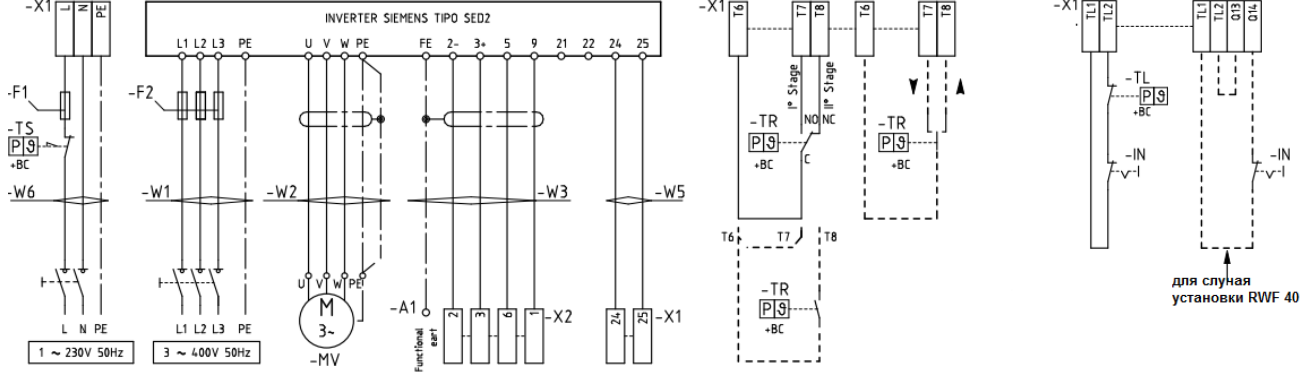 -X1
L
N
PE
INVERTER SIEMENS TIPO SED2
L1 L2 L3 PE
U V W PE
FE 2- 3+ 5 9 21 22 24 25
-X1
T6
T7
T8
T6
T7
T8
-X1
TL1
TL2
TL1
TL2
Q13
Q14
-F1
-F2
I° Stage
II° Stage
-TL
P ϑ
+BC
-TS
P ϑ
+BC
-TR
P ϑ
+BC
NO NC
C
-TR
P ϑ
+BC
-IN
-IN
-W6
-W1
-W2
-W3
-W5
T6
T7
T8
U V W PE
M
3~
-MV
-A1
Functional
eart
2
3
6
1
-X2
24
25
-X1
-TR
P ϑ
+BC
для случая
установки RWF 40
L N PE
L1 L2 L3 PE
1 ~ 230V 50Hz
3 ~ 400V 50Hz